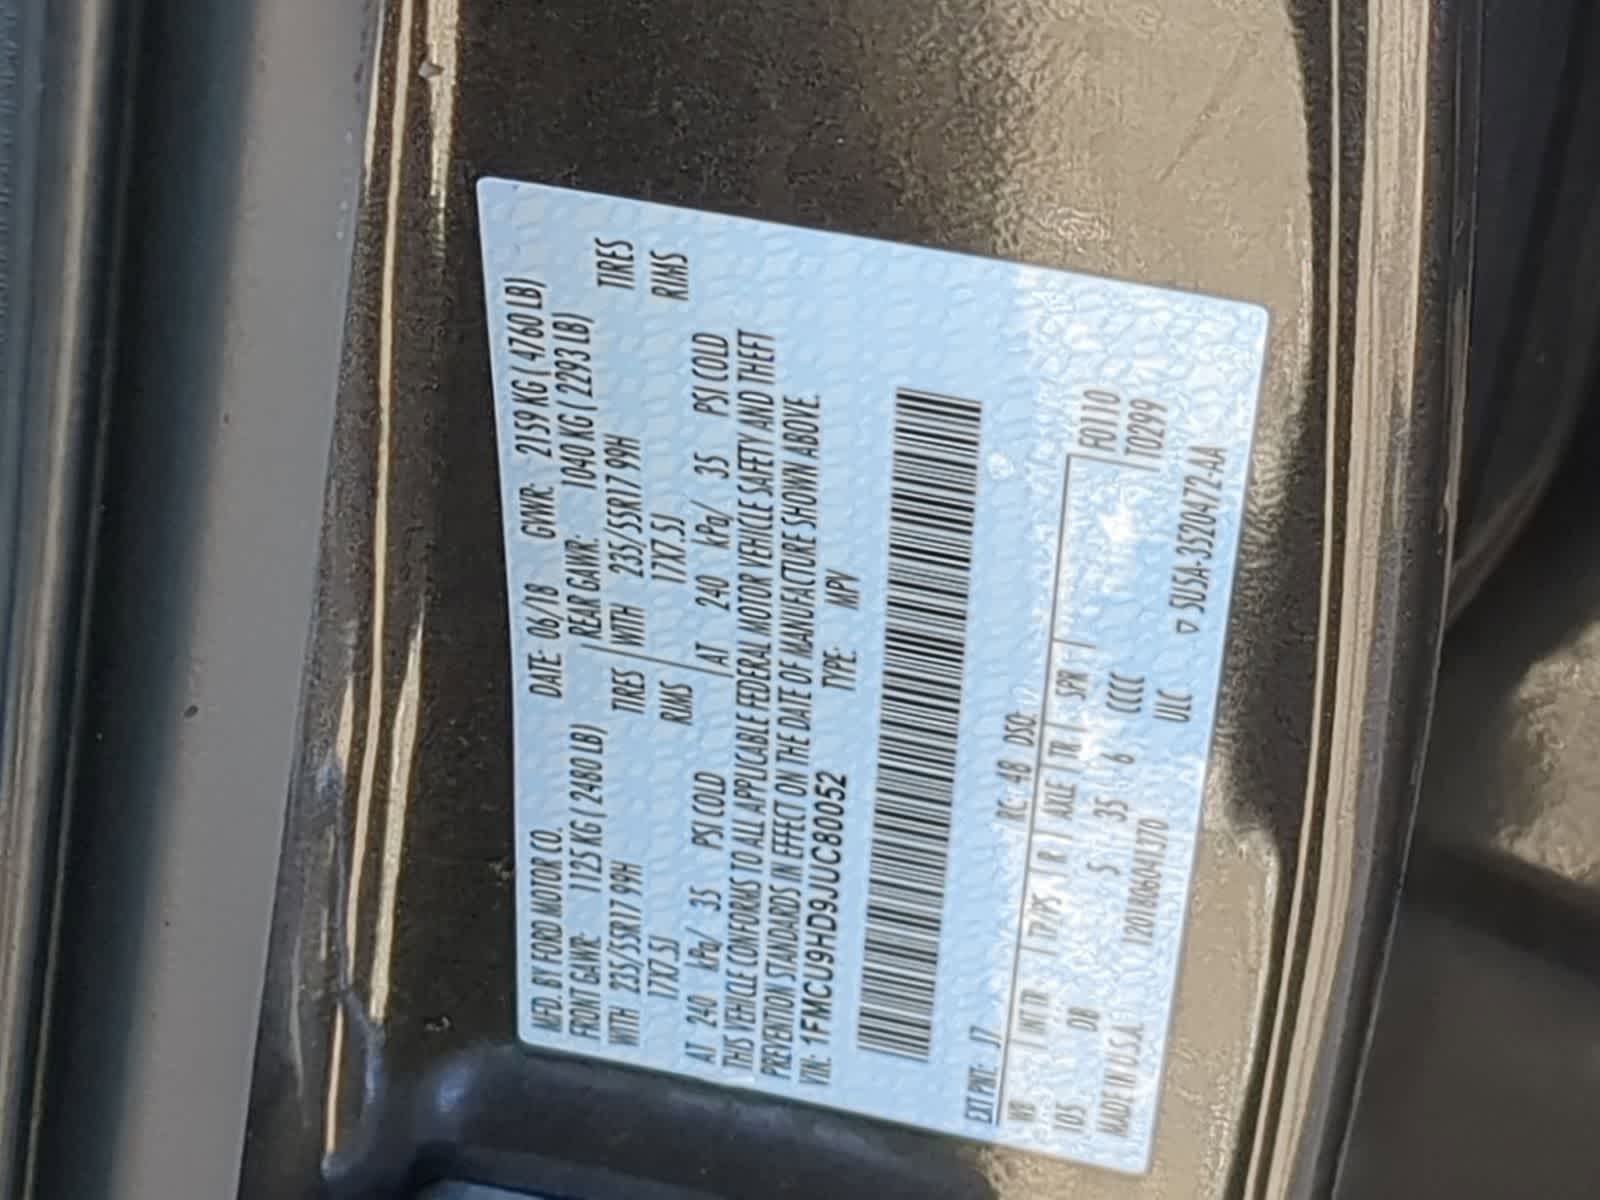 MFD. BY FORD MOTOR CO. DATE: 06/18 GVWR: 2159 KG ( 4760 LB)
FRONT GAWR: 1125 KG ( 2480 LB) REAR GAWR: 1040 KG ( 2293 LB)
WITH 235/55R17 99H TIRES WITH 235/55R17 99H TIRES
17X7.5J RIMS 17X7.5J RIMS
AT 240 kPa/ 35 PSI COLD AT 240 kPa/ 35 PSI COLD
THIS VEHICLE CONFORMS TO ALL APPLICABLE FEDERAL MOTOR VEHICLE SAFETY AND THEFT
PREVENTION STANDARDS IN EFFECT ON THE DATE OF MANUFACTURE SHOWN ABOVE.
VIN: 1FMCU9HD9JUC80052 TYPE: MPV
EXT PNT: J7 RC: 48 DSO:
WB INT TR TP/PS R AXLE TR SPR F0110
105 DB S 35 6 CCCC T0299
MADE IN U.S.A. 1201806041370 ULC
5U5A-3520472-AA